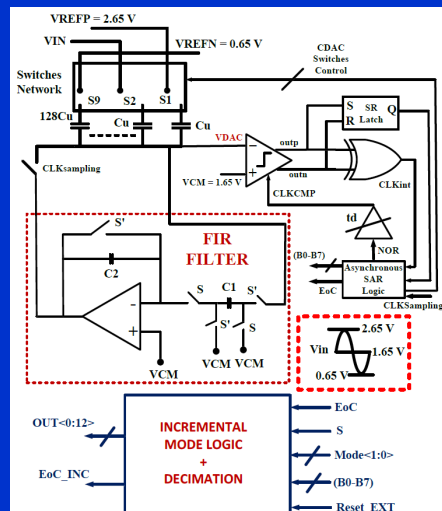 VREFP = 2.65 V
VIN
VREFN = 0.65 V
Switches
Network
S9 S2 S1
128Cu Cu Cu
CDAC
Switches
Control
S SR Q
R Latch
VDAC
outp
outn
VCM = 1.65 V
CLKCMP
CLKint
CLKsampling
td
NOR
(B0-B7)
EoC
Asynchronous
SAR
Logic
CLKSampling
S'
C2
FIR
FILTER
S C1 S'
S' S
VCM VCM
VCM
2.65 V
Vin 1.65 V
0.65 V
OUT<0:12>
EoC_INC
INCREMENTAL
MODE LOGIC
+
DECIMATION
EoC
S
Mode<1:0>
(B0-B7)
Reset_EXT